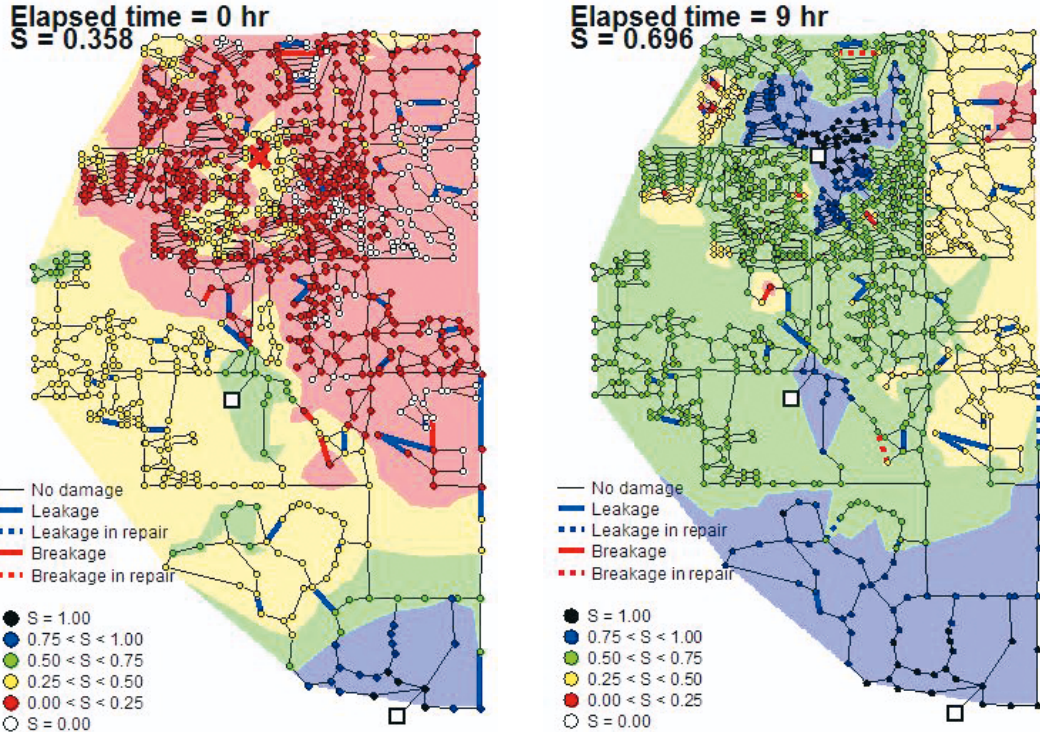 Elapsed time = 0 hr
S = 0.358
No damage
Leakage
Leakage in repair
Breakage
Breakage in repair
S = 1.00
0.75 < S < 1.00
0.50 < S < 0.75
0.25 < S < 0.50
0.00 < S < 0.25
S = 0.00
Elapsed time = 9 hr
S = 0.696
No damage
Leakage
Leakage in repair
Breakage
Breakage in repair
S = 1.00
0.75 < S < 1.00
0.50 < S < 0.75
0.25 < S < 0.50
0.00 < S < 0.25
S = 0.00